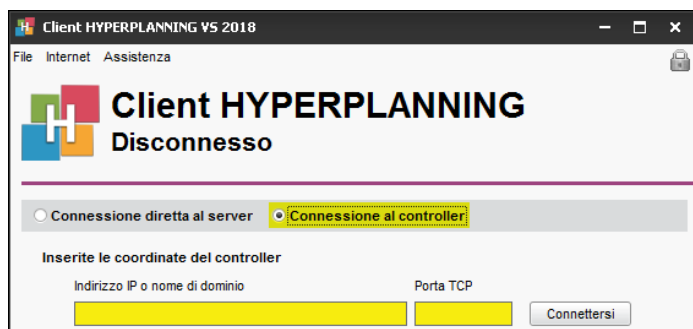 Client HYPERPLANNING VS 2018
File Internet Assistenza
H
Client HYPERPLANNING
Disconnesso
Connessione diretta al server Connessione al controller
Inserite le coordinate del controller
Indirizzo IP o nome di dominio Porta TCP
Connettersi